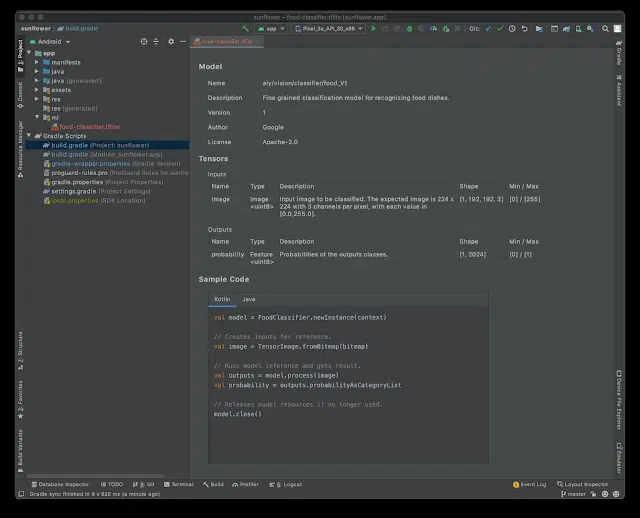 sunflower – food-classifier.tflite [sunflower.app]
sunflower
build.gradle
app
Pixel_3a_API_30_x86
Git:
Android
food-classifier.tflite
Project
Commit
Resource Manager
Z: Structure
2: Favorites
Build Variants
app
manifests
java
java (generated)
assets
res
res (generated)
ml
food-classifier.tflite
Gradle Scripts
build.gradle (Project: sunflower)
build.gradle (Module: sunflower.app)
gradle-wrapper.properties (Gradle Version)
proguard-rules.pro (ProGuard Rules for sunflo
gradle.properties (Project Properties)
settings.gradle (Project Settings)
local.properties (SDK Location)
Model
Name aiy/vision/classifier/food_V1
Description Fine grained classification model for recognizing food dishes.
Version 1
Author Google
License Apache-2.0
Tensors
Inputs
Name Type Description Shape Min / Max
image Image <uint8> Input image to be classified. The expected image is 224 x 224 with 3 channels per pixel, with each value in [0.0,255.0]. [1, 192, 192, 3] [0] / [255]
Outputs
Name Type Description Shape Min / Max
probability Feature <uint8> Probabilities of the outputs classes. [1, 2024] [0] / [1]
Sample Code
Kotlin Java
val model = FoodClassifier.newInstance(context)
// Creates inputs for reference.
val image = TensorImage.fromBitmap(bitmap)
// Runs model inference and gets result.
val outputs = model.process(image)
val probability = outputs.probabilityAsCategoryList
// Releases model resources if no longer used.
model.close()
Gradle
Assistant
Device File Explorer
Emulator
Database Inspector
TODO
9: Git
Terminal
Build
Profiler
6: Logcat
Event Log
Layout Inspector
Gradle sync finished in 9 s 626 ms (a minute ago)
master